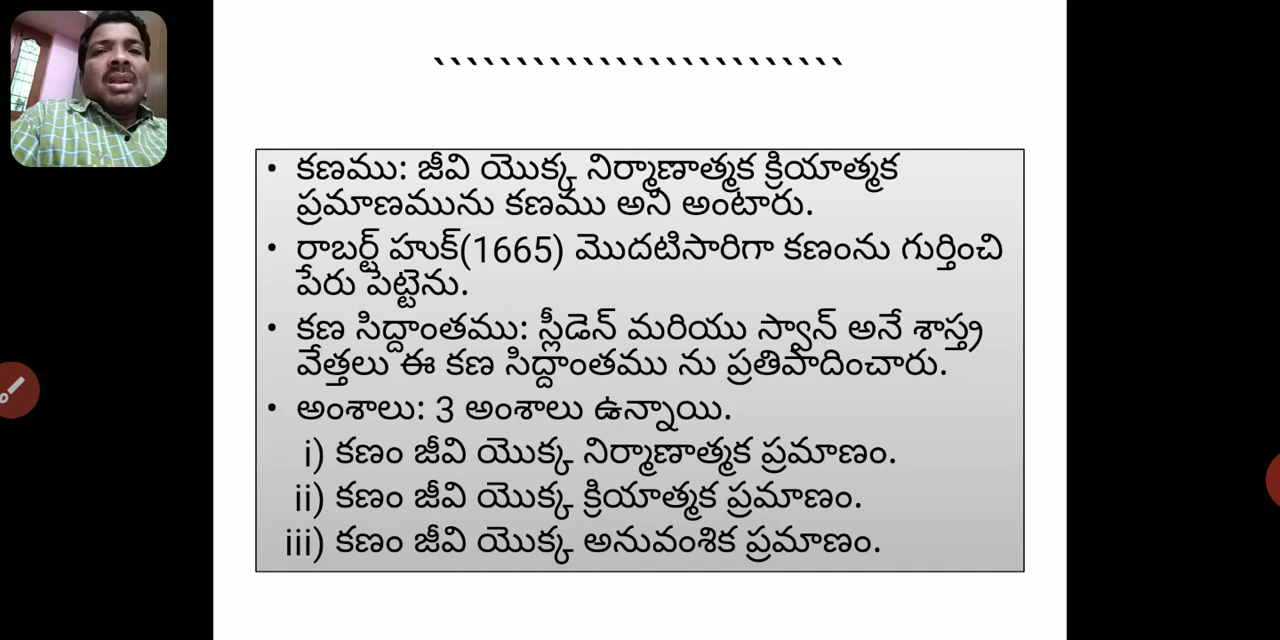 • కణము: జీవి యొక్క నిర్మాణాత్మక క్రియాత్మక
ప్రమాణమును కణము అని అంటారు.
• రాబర్ట్ హుక్(1665) మొదటిసారిగా కణంను గుర్తించి
పేరు పెట్టెను.
• కణ సిద్దాంతము: స్లీడెన్ మరియు స్వాన్ అనే శాస్త్ర
వేత్తలు ఈ కణ సిద్దాంతము ను ప్రతిపాదించారు.
• అంశాలు: 3 అంశాలు ఉన్నాయి.
i) కణం జీవి యొక్క నిర్మాణాత్మక ప్రమాణం.
ii) కణం జీవి యొక్క క్రియాత్మక ప్రమాణం.
iii) కణం జీవి యొక్క అనువంశిక ప్రమాణం.